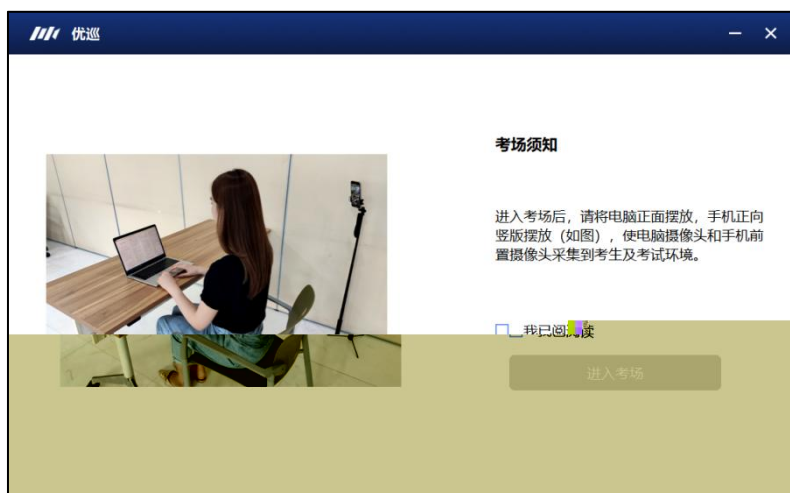 优巡
考场须知
进入考场后，请将电脑正面摆放，手机正向
竖版摆放（如图），使电脑摄像头和手机前
置摄像头采集到考生及考试环境。
我已阅读
进入考场